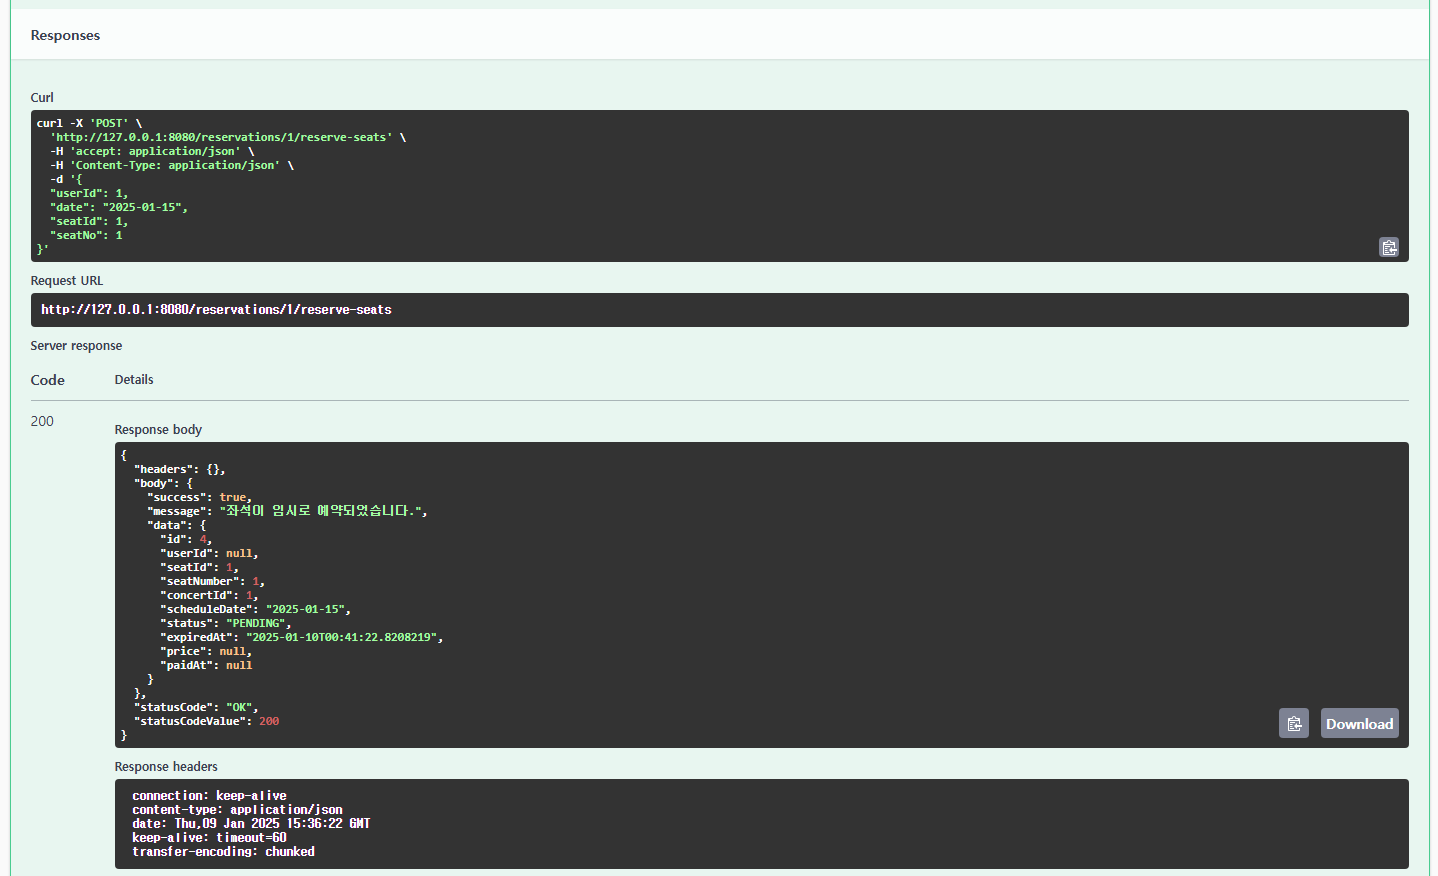 Responses
Curl
curl -X 'POST' \
  'http://127.0.0.1:8080/reservations/1/reserve-seats' \
  -H 'accept: application/json' \
  -H 'Content-Type: application/json' \
  -d '{
  "userId": 1,
  "date": "2025-01-15",
  "seatId": 1,
  "seatNo": 1
}'
Request URL
http://127.0.0.1:8080/reservations/1/reserve-seats
Server response
Code Details
200
Response body
{
  "headers": {},
  "body": {
    "success": true,
    "message": "좌석이 임시로 예약되었습니다.",
    "data": {
      "id": 4,
      "userId": null,
      "seatId": 1,
      "seatNumber": 1,
      "concertId": 1,
      "scheduleDate": "2025-01-15",
      "status": "PENDING",
      "expiredAt": "2025-01-10T00:41:22.8208219",
      "price": null,
      "paidAt": null
    }
  },
  "statusCode": "OK",
  "statusCodeValue": 200
}
Download
Response headers
connection: keep-alive
content-type: application/json
date: Thu,09 Jan 2025 15:36:22 GMT
keep-alive: timeout=60
transfer-encoding: chunked